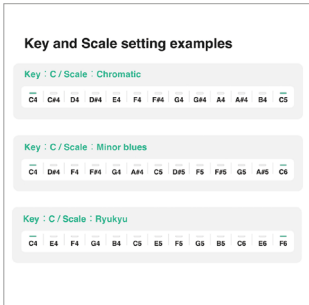 Key and Scale setting examples
Key : C / Scale : Chromatic
C4 C#4 D4 D#4 E4 F4 F#4 G4 G#4 A4 A#4 B4 C5
Key : C / Scale : Minor blues
C4 D#4 F4 F#4 G4 A#4 C5 D#5 F5 F#5 G5 A#5 C6
Key : C / Scale : Ryukyu
C4 E4 F4 G4 B4 C5 E5 F5 G5 B5 C6 E6 F6